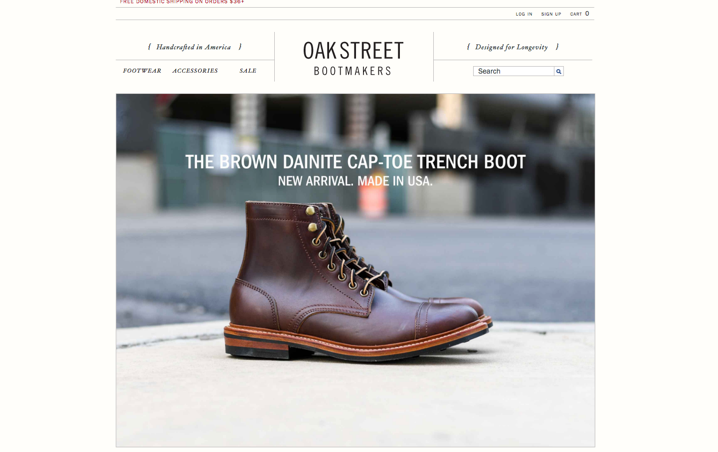 FREE DOMESTIC SHIPPING ON ORDERS $36+
LOG IN SIGN UP CART 0
{ Handcrafted in America }
OAK STREET
BOOTMAKERS
{ Designed for Longevity }
FOOTWEAR ACCESSORIES SALE
Search
THE BROWN DAINITE CAP-TOE TRENCH BOOT
NEW ARRIVAL. MADE IN USA.